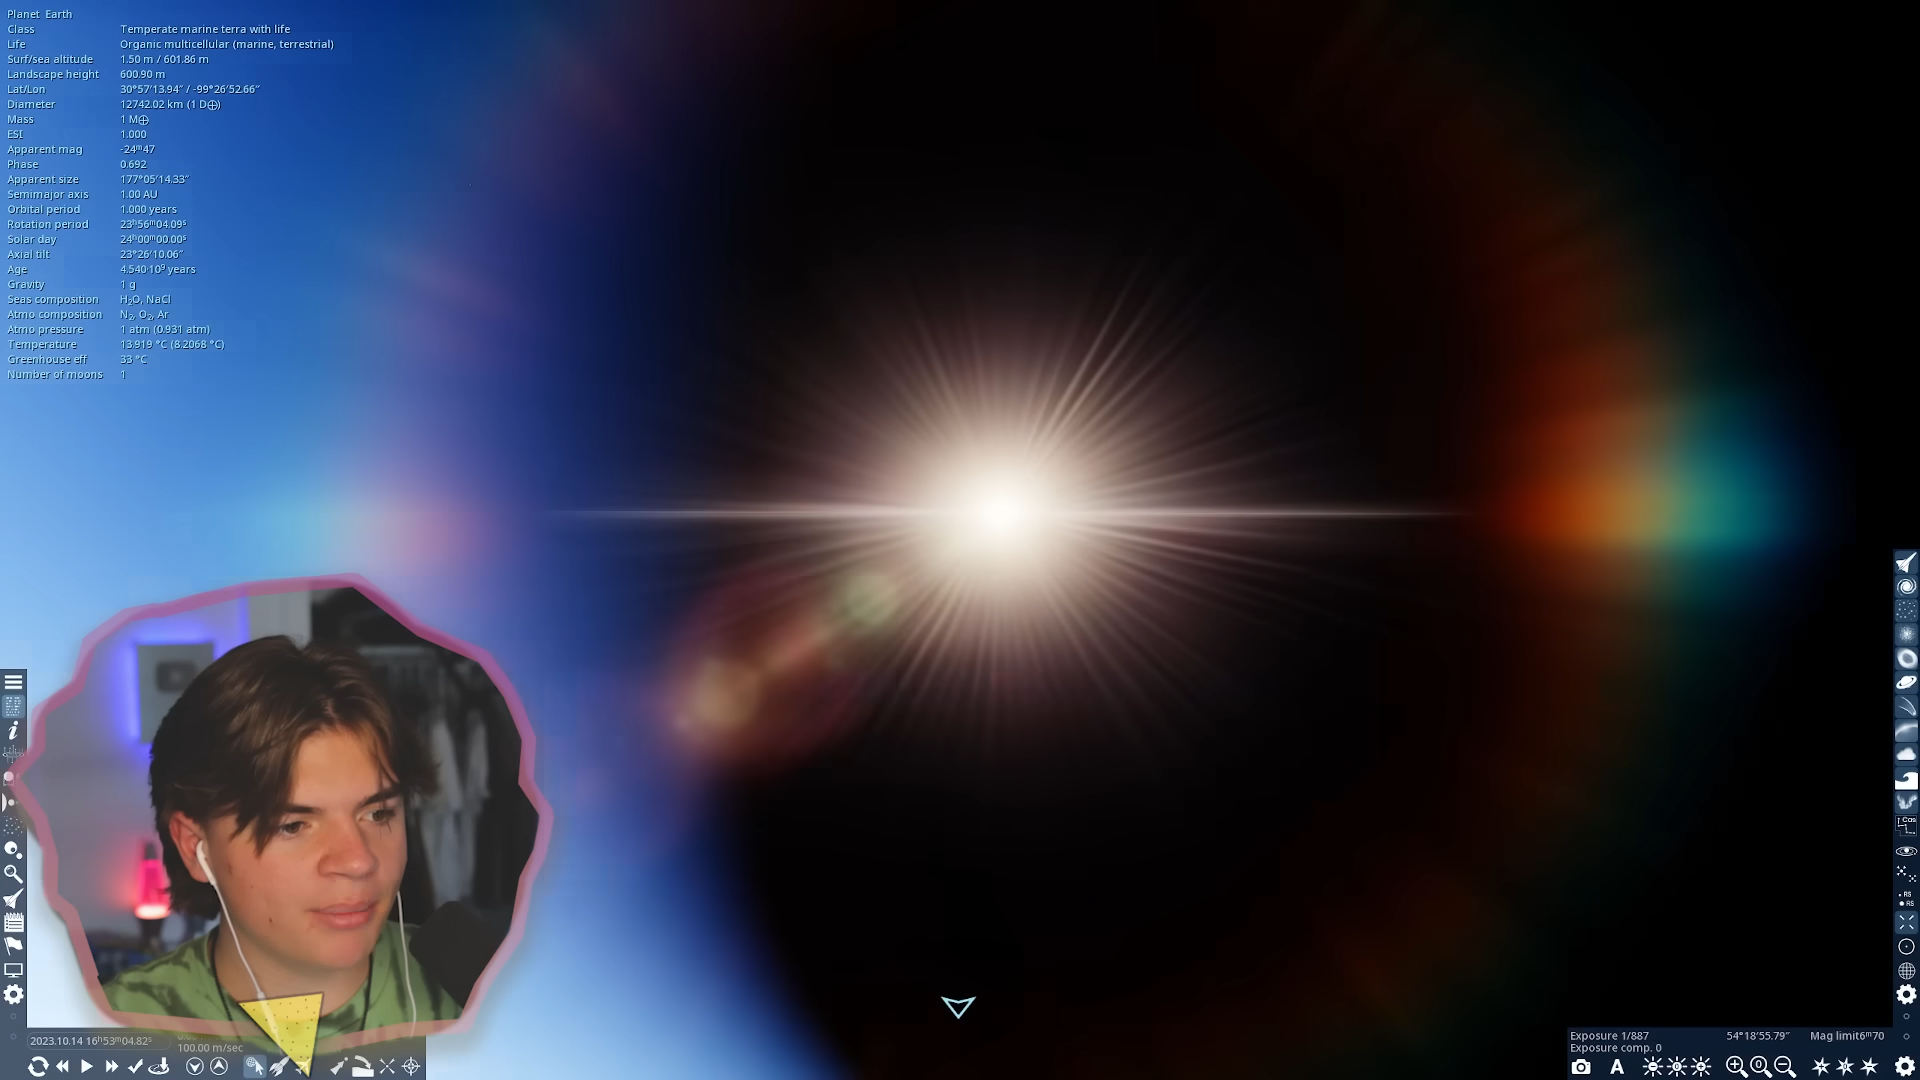 Planet Earth
Class Temperate marine terra with life
Life Organic multicellular (marine, terrestrial)
Surf/sea altitude 1.50 m / 601.86 m
Landscape height 600.90 m
Lat/Lon 30°57′13.94″ / -99°26′52.66″
Diameter 12742.02 km (1 D⊕)
Mass 1 M⊕
ESI 1.000
Apparent mag -24ᵐ47
Phase 0.692
Apparent size 177°05′14.33″
Semimajor axis 1.00 AU
Orbital period 1.000 years
Rotation period 23ʰ56ᵐ04.09ˢ
Solar day 24ʰ00ᵐ00.00ˢ
Axial tilt 23°26′10.06″
Age 4.540·10⁹ years
Gravity 1 g
Seas composition H₂O, NaCl
Atmo composition N₂, O₂, Ar
Atmo pressure 1 atm (0.931 atm)
Temperature 13.919 °C (8.2068 °C)
Greenhouse eff 33 °C
Number of moons 1
Cos
RS
RS
2023.10.14 16ʰ53ᵐ04.82ˢ
100.00 m/sec
Exposure 1/887 54°18′55.79″ Mag limit 6ᵐ70
Exposure comp. 0
A